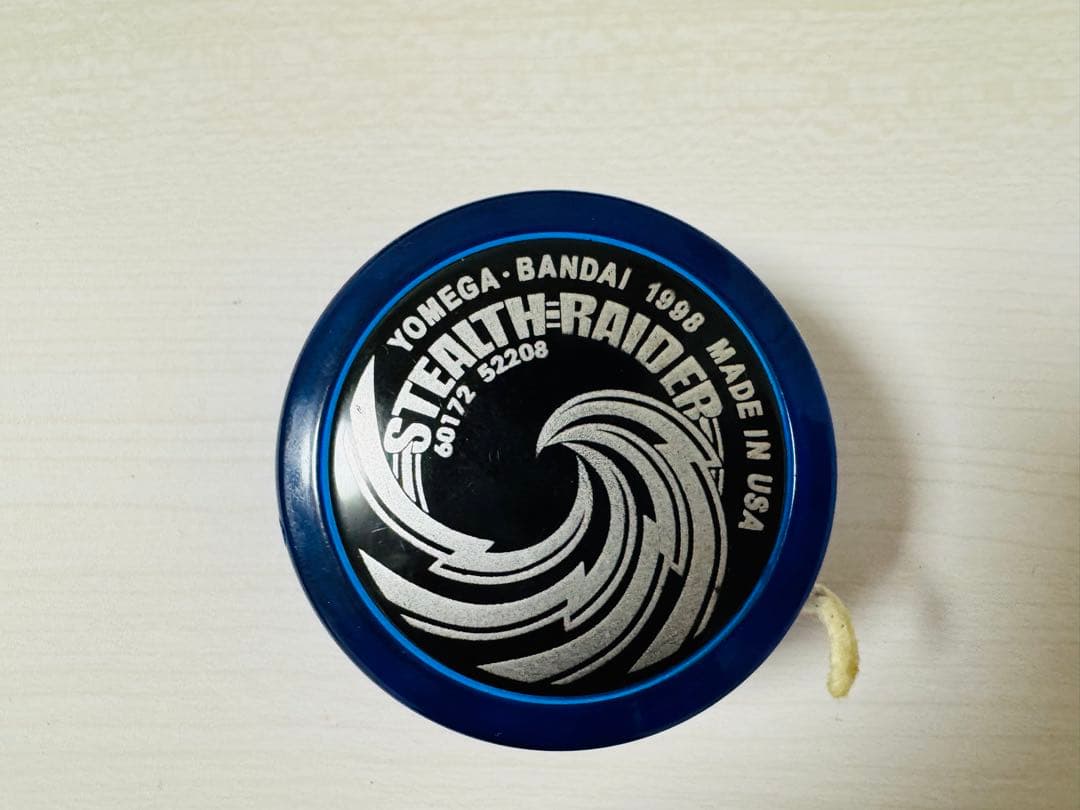 YOMEGA·BANDAI 1998 MADE IN USA
STEALTH RAIDER
60172 52208